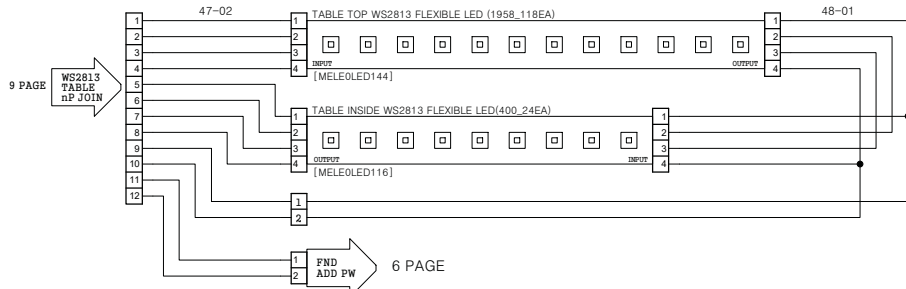 47-02
48-01
9 PAGE
WS2813
TABLE
nP JOIN
1
2
3
4
5
6
7
8
9
10
11
12
TABLE TOP WS2813 FLEXIBLE LED (1958_118EA)
1
2
3
4
INPUT
OUTPUT
[MELE0LED144]
1
2
3
4
TABLE INSIDE WS2813 FLEXIBLE LED(400_24EA)
1
2
3
4
OUTPUT
INPUT
[MELE0LED116]
1
2
3
4
1
2
1
2
FND
ADD PW
6 PAGE